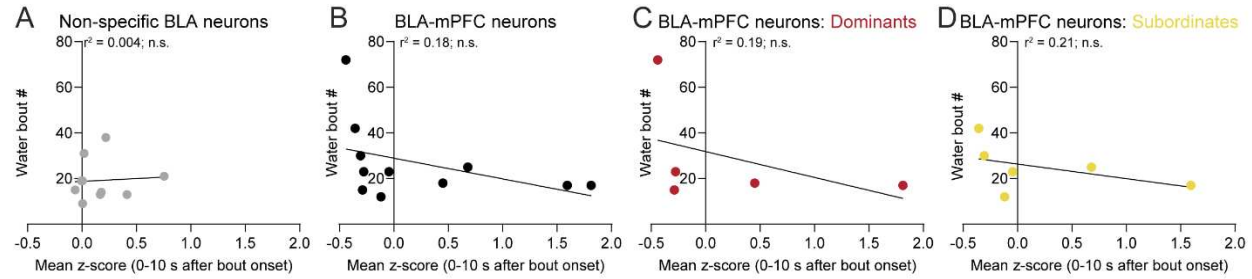 A
Non-specific BLA neurons
r² = 0.004; n.s.
Water bout #
80
60
40
20
-0.5 0.0 0.5 1.0 1.5 2.0
Mean z-score (0-10 s after bout onset)
B
BLA-mPFC neurons
r² = 0.18; n.s.
Water bout #
80
60
40
20
-0.5 0.0 0.5 1.0 1.5 2.0
Mean z-score (0-10 s after bout onset)
C
BLA-mPFC neurons: Dominants
r² = 0.19; n.s.
Water bout #
80
60
40
20
-0.5 0.0 0.5 1.0 1.5 2.0
Mean z-score (0-10 s after bout onset)
D
BLA-mPFC neurons: Subordinates
r² = 0.21; n.s.
Water bout #
80
60
40
20
-0.5 0.0 0.5 1.0 1.5 2.0
Mean z-score (0-10 s after bout onset)